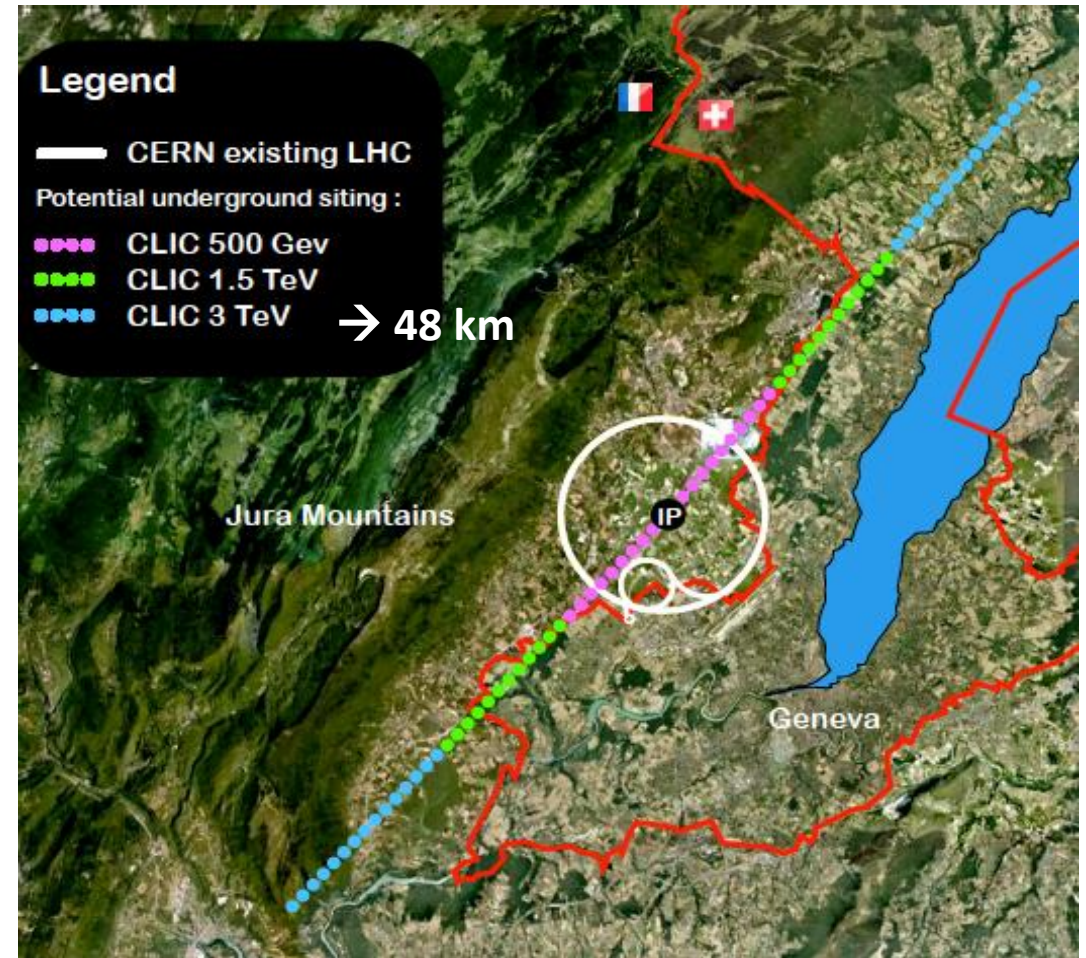 Legend
CERN existing LHC
Potential underground siting :
CLIC 500 Gev
CLIC 1.5 TeV
CLIC 3 TeV
→ 48 km
IP
Jura Mountains
Geneva